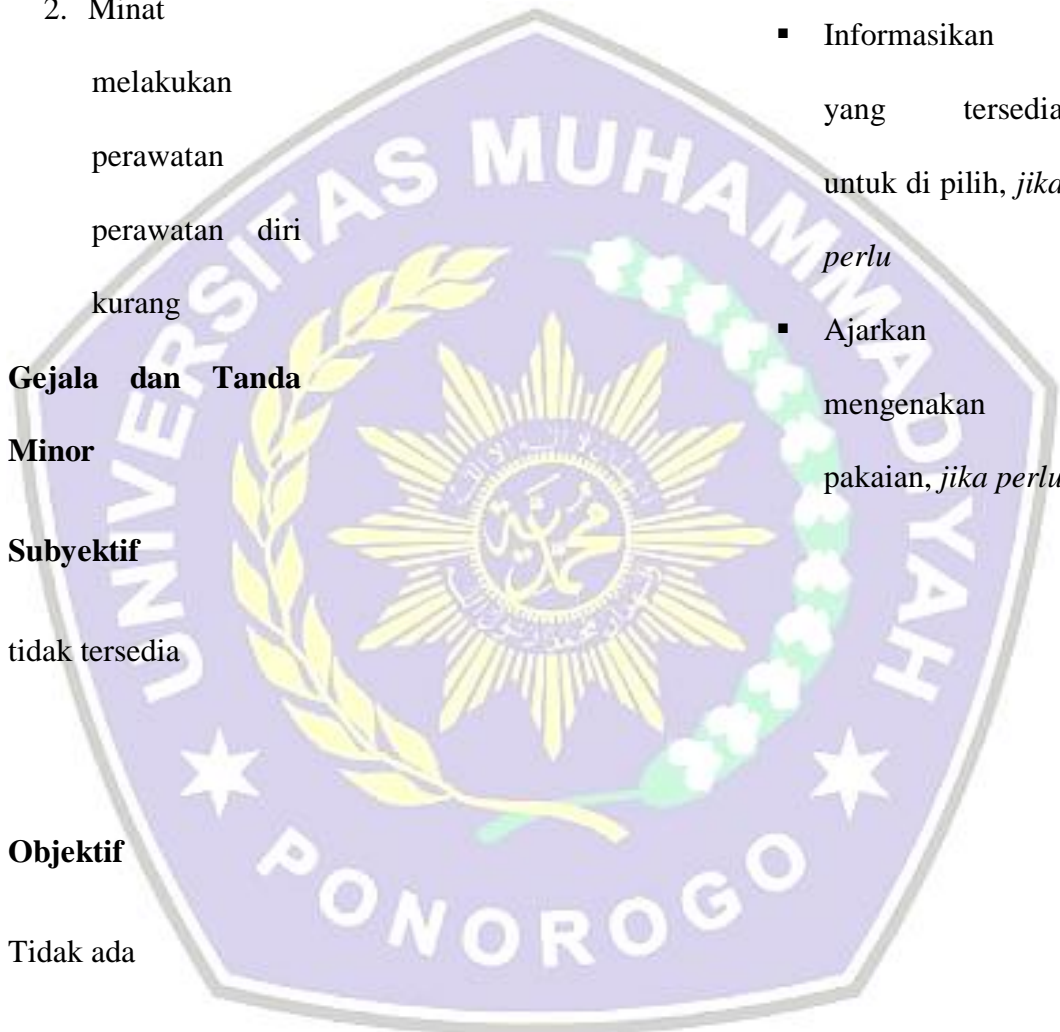 2. Minat
melakukan
perawatan
perawatan diri
kurang
Gejala dan Tanda
Minor
Subyektif
tidak tersedia
Objektif
Tidak ada
▪ Informasikan
yang tersedia
untuk di pilih, jika
perlu
▪ Ajarkan
mengenakan
pakaian, jika perlu
UNIVERSITAS MUHAMMADIYAH
PONOROGO